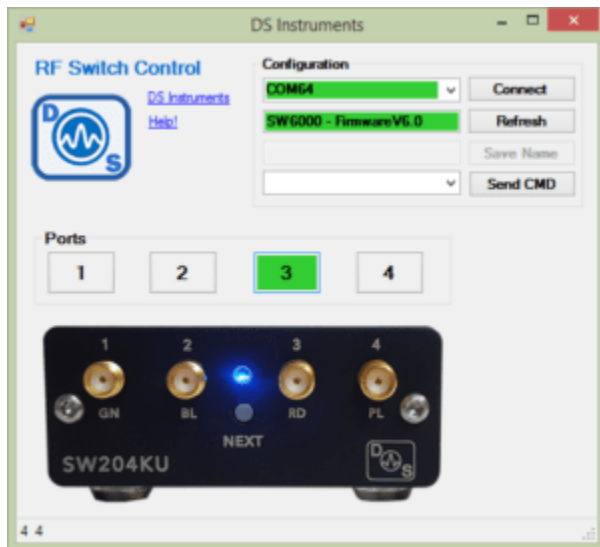 DS Instruments
RF Switch Control
DS Instruments
Help!
D
S
Configuration
COM64
Connect
SW6000 - FirmwareV6.0
Refresh
Save Name
Send CMD
Ports
1 2 3 4
1 2 3 4
GN BL RD PL
NEXT
SW204KU
D
S
4 4